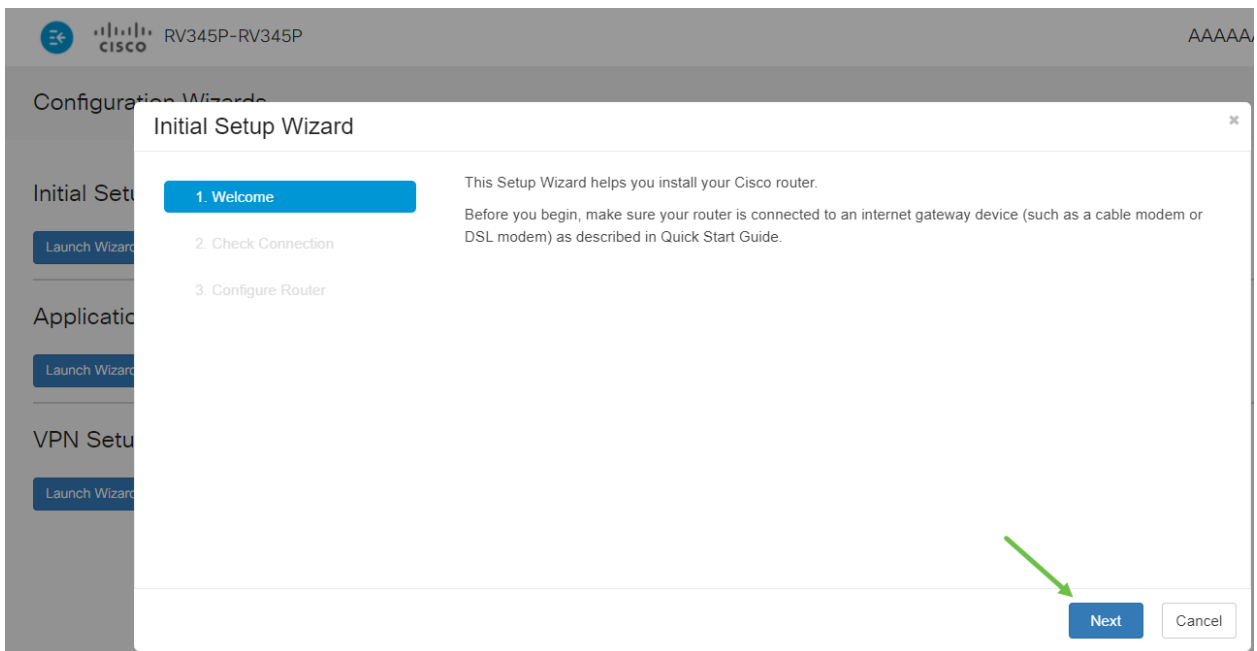 CISCO RV345P-RV345P
AAAAAA
Configuration Wizards
Initial Setup Wizard
×
Initial Setu
Launch Wizard
1. Welcome
2. Check Connection
3. Configure Router
This Setup Wizard helps you install your Cisco router.
Before you begin, make sure your router is connected to an internet gateway device (such as a cable modem or
DSL modem) as described in Quick Start Guide.
Applicatio
Launch Wizard
VPN Setu
Launch Wizard
Next
Cancel